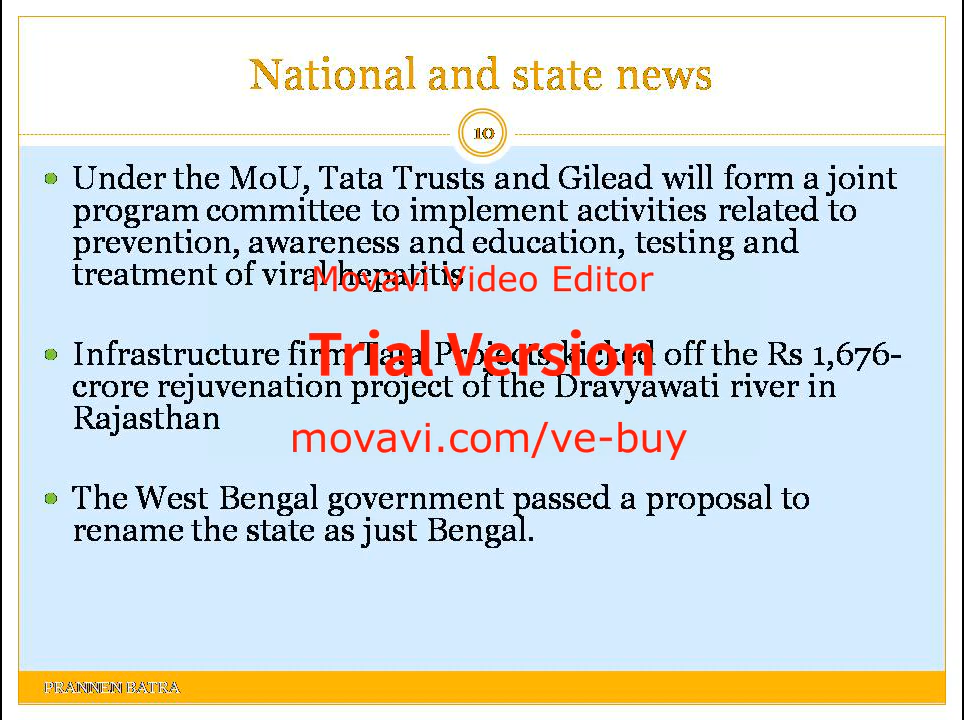 National and state news
10
Under the MoU, Tata Trusts and Gilead will form a joint
program committee to implement activities related to
prevention, awareness and education, testing and
treatment of viral hepatitis
Movavi Video Editor
Infrastructure firm Tata Projects kicked off the Rs 1,676-
Trial Version
crore rejuvenation project of the Dravyawati river in
Rajasthan
movavi.com/ve-buy
The West Bengal government passed a proposal to
rename the state as just Bengal.
PRANNEN BATRA